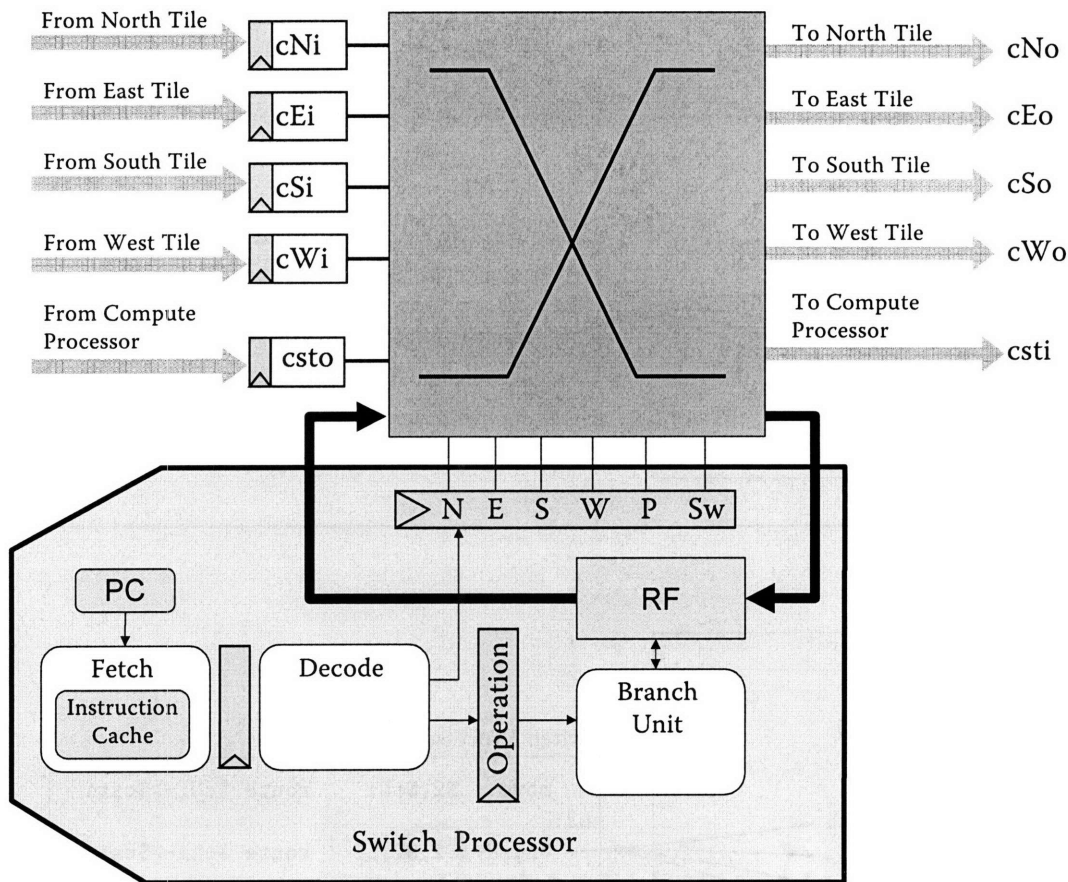 From North Tile
cNi
To North Tile
cNo
From East Tile
cEi
To East Tile
cEo
From South Tile
cSi
To South Tile
cSo
From West Tile
cWi
To West Tile
cWo
From Compute
Processor
csto
To Compute
Processor
csti
N E S W P Sw
PC
RF
Fetch
Instruction
Cache
Decode
Operation
Branch
Unit
Switch Processor